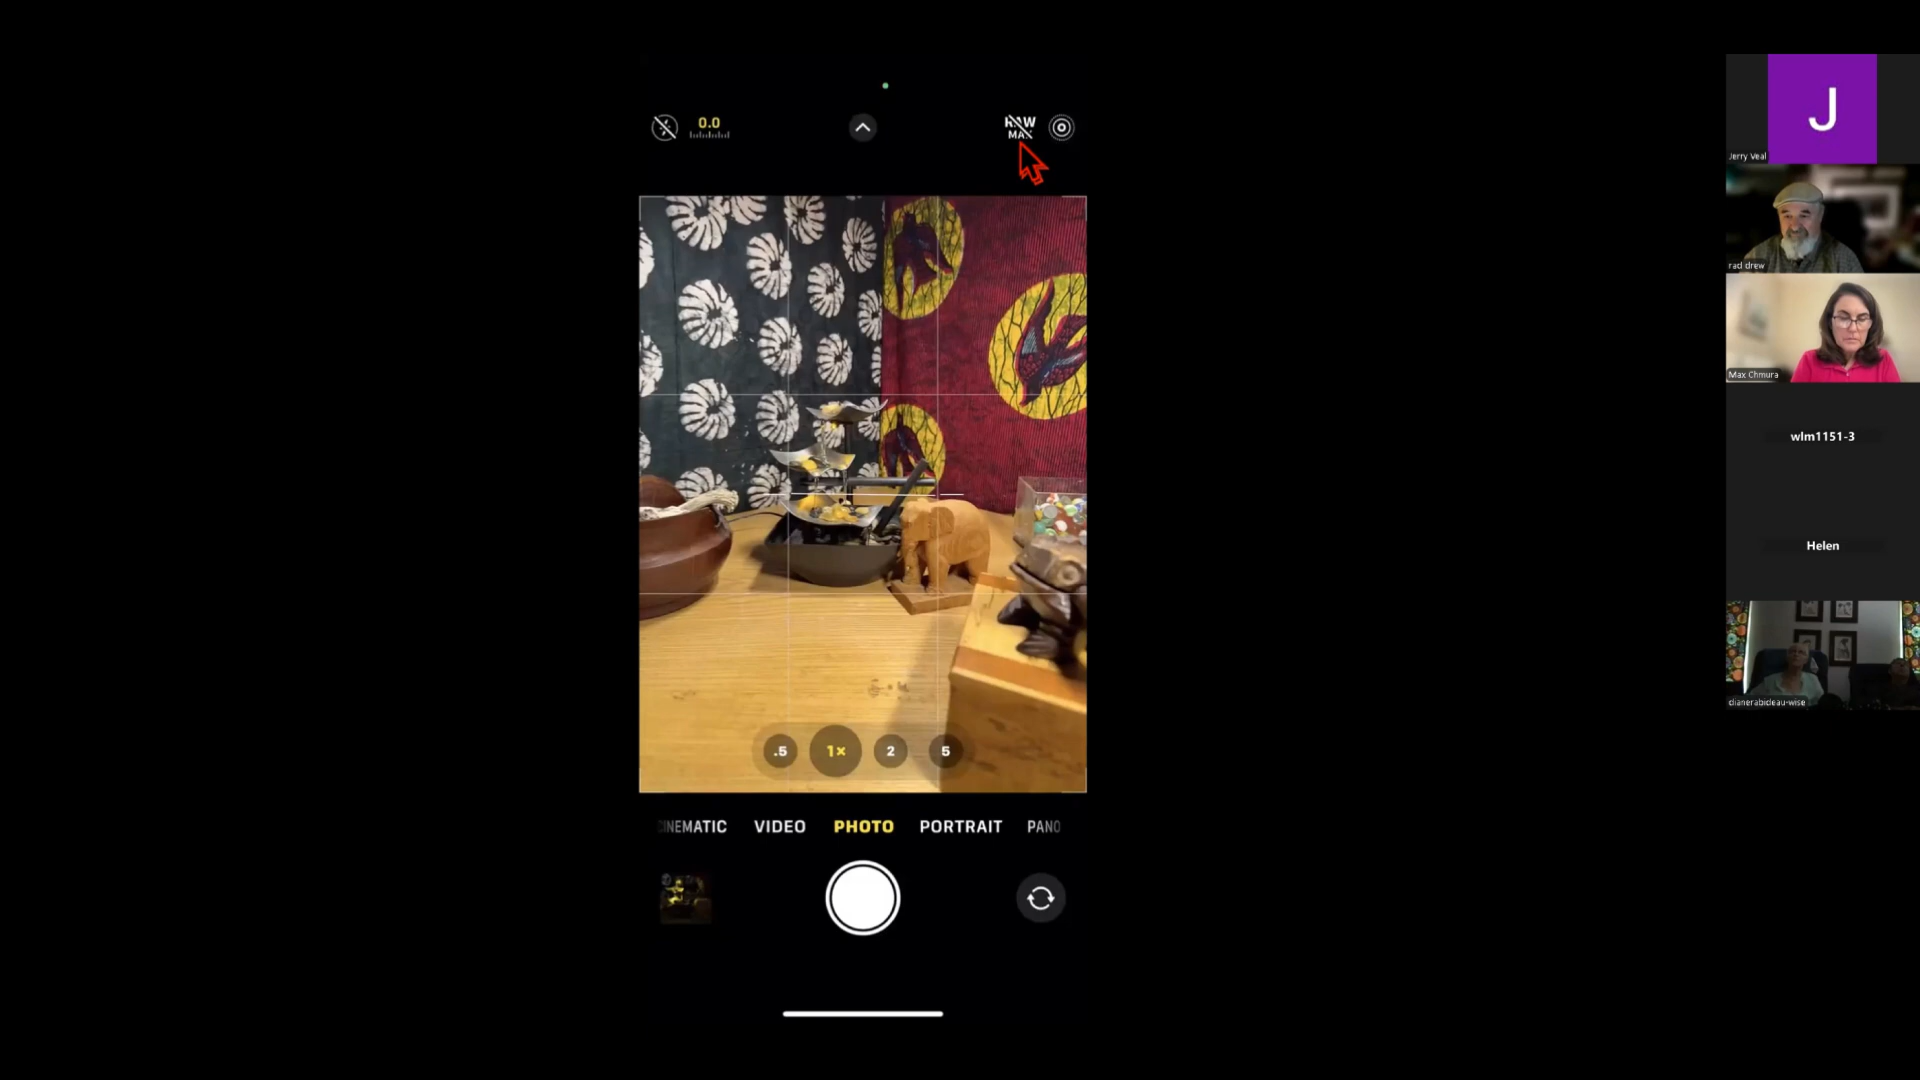 0.0
RAW
MAX
.5 1× 2 5
CINEMATIC VIDEO PHOTO PORTRAIT PANO
J
Jerry Veal
rad drew
Max Chmura
wlm1151-3
Helen
dianerabideau-wise